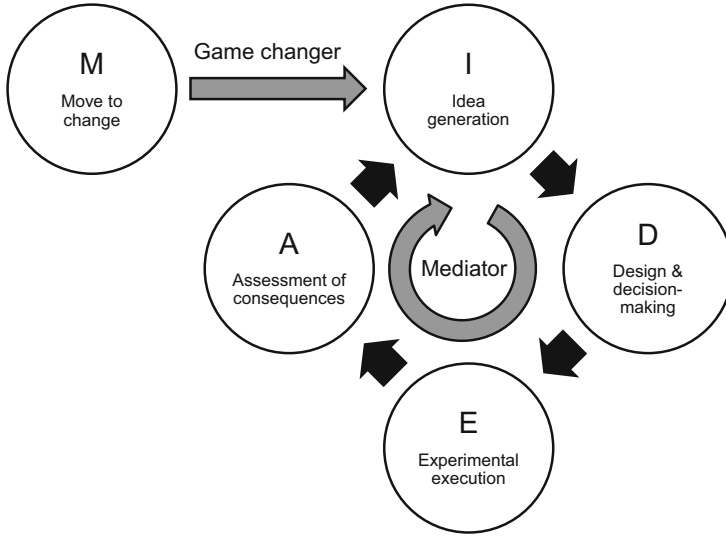 M
Move to
change
Game changer
I
Idea
generation
A
Assessment of
consequences
Mediator
D
Design &
decision-
making
E
Experimental
execution